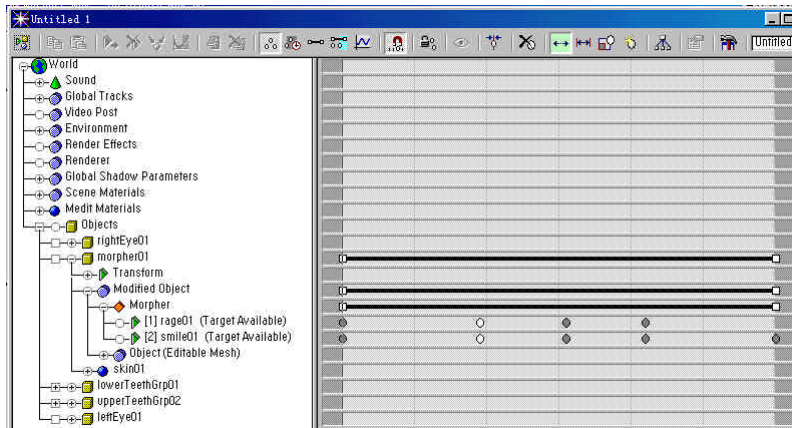 Untitled 1
Untitled
World
Sound
Global Tracks
Video Post
Environment
Render Effects
Renderer
Global Shadow Parameters
Scene Materials
Medit Materials
Objects
rightEye01
morpher01
Transform
Modified Object
Morpher
[1] rage01 (Target Available)
[2] smile01 (Target Available)
Object (Editable Mesh)
skin01
lowerTeethGrp01
upperTeethGrp02
leftEye01